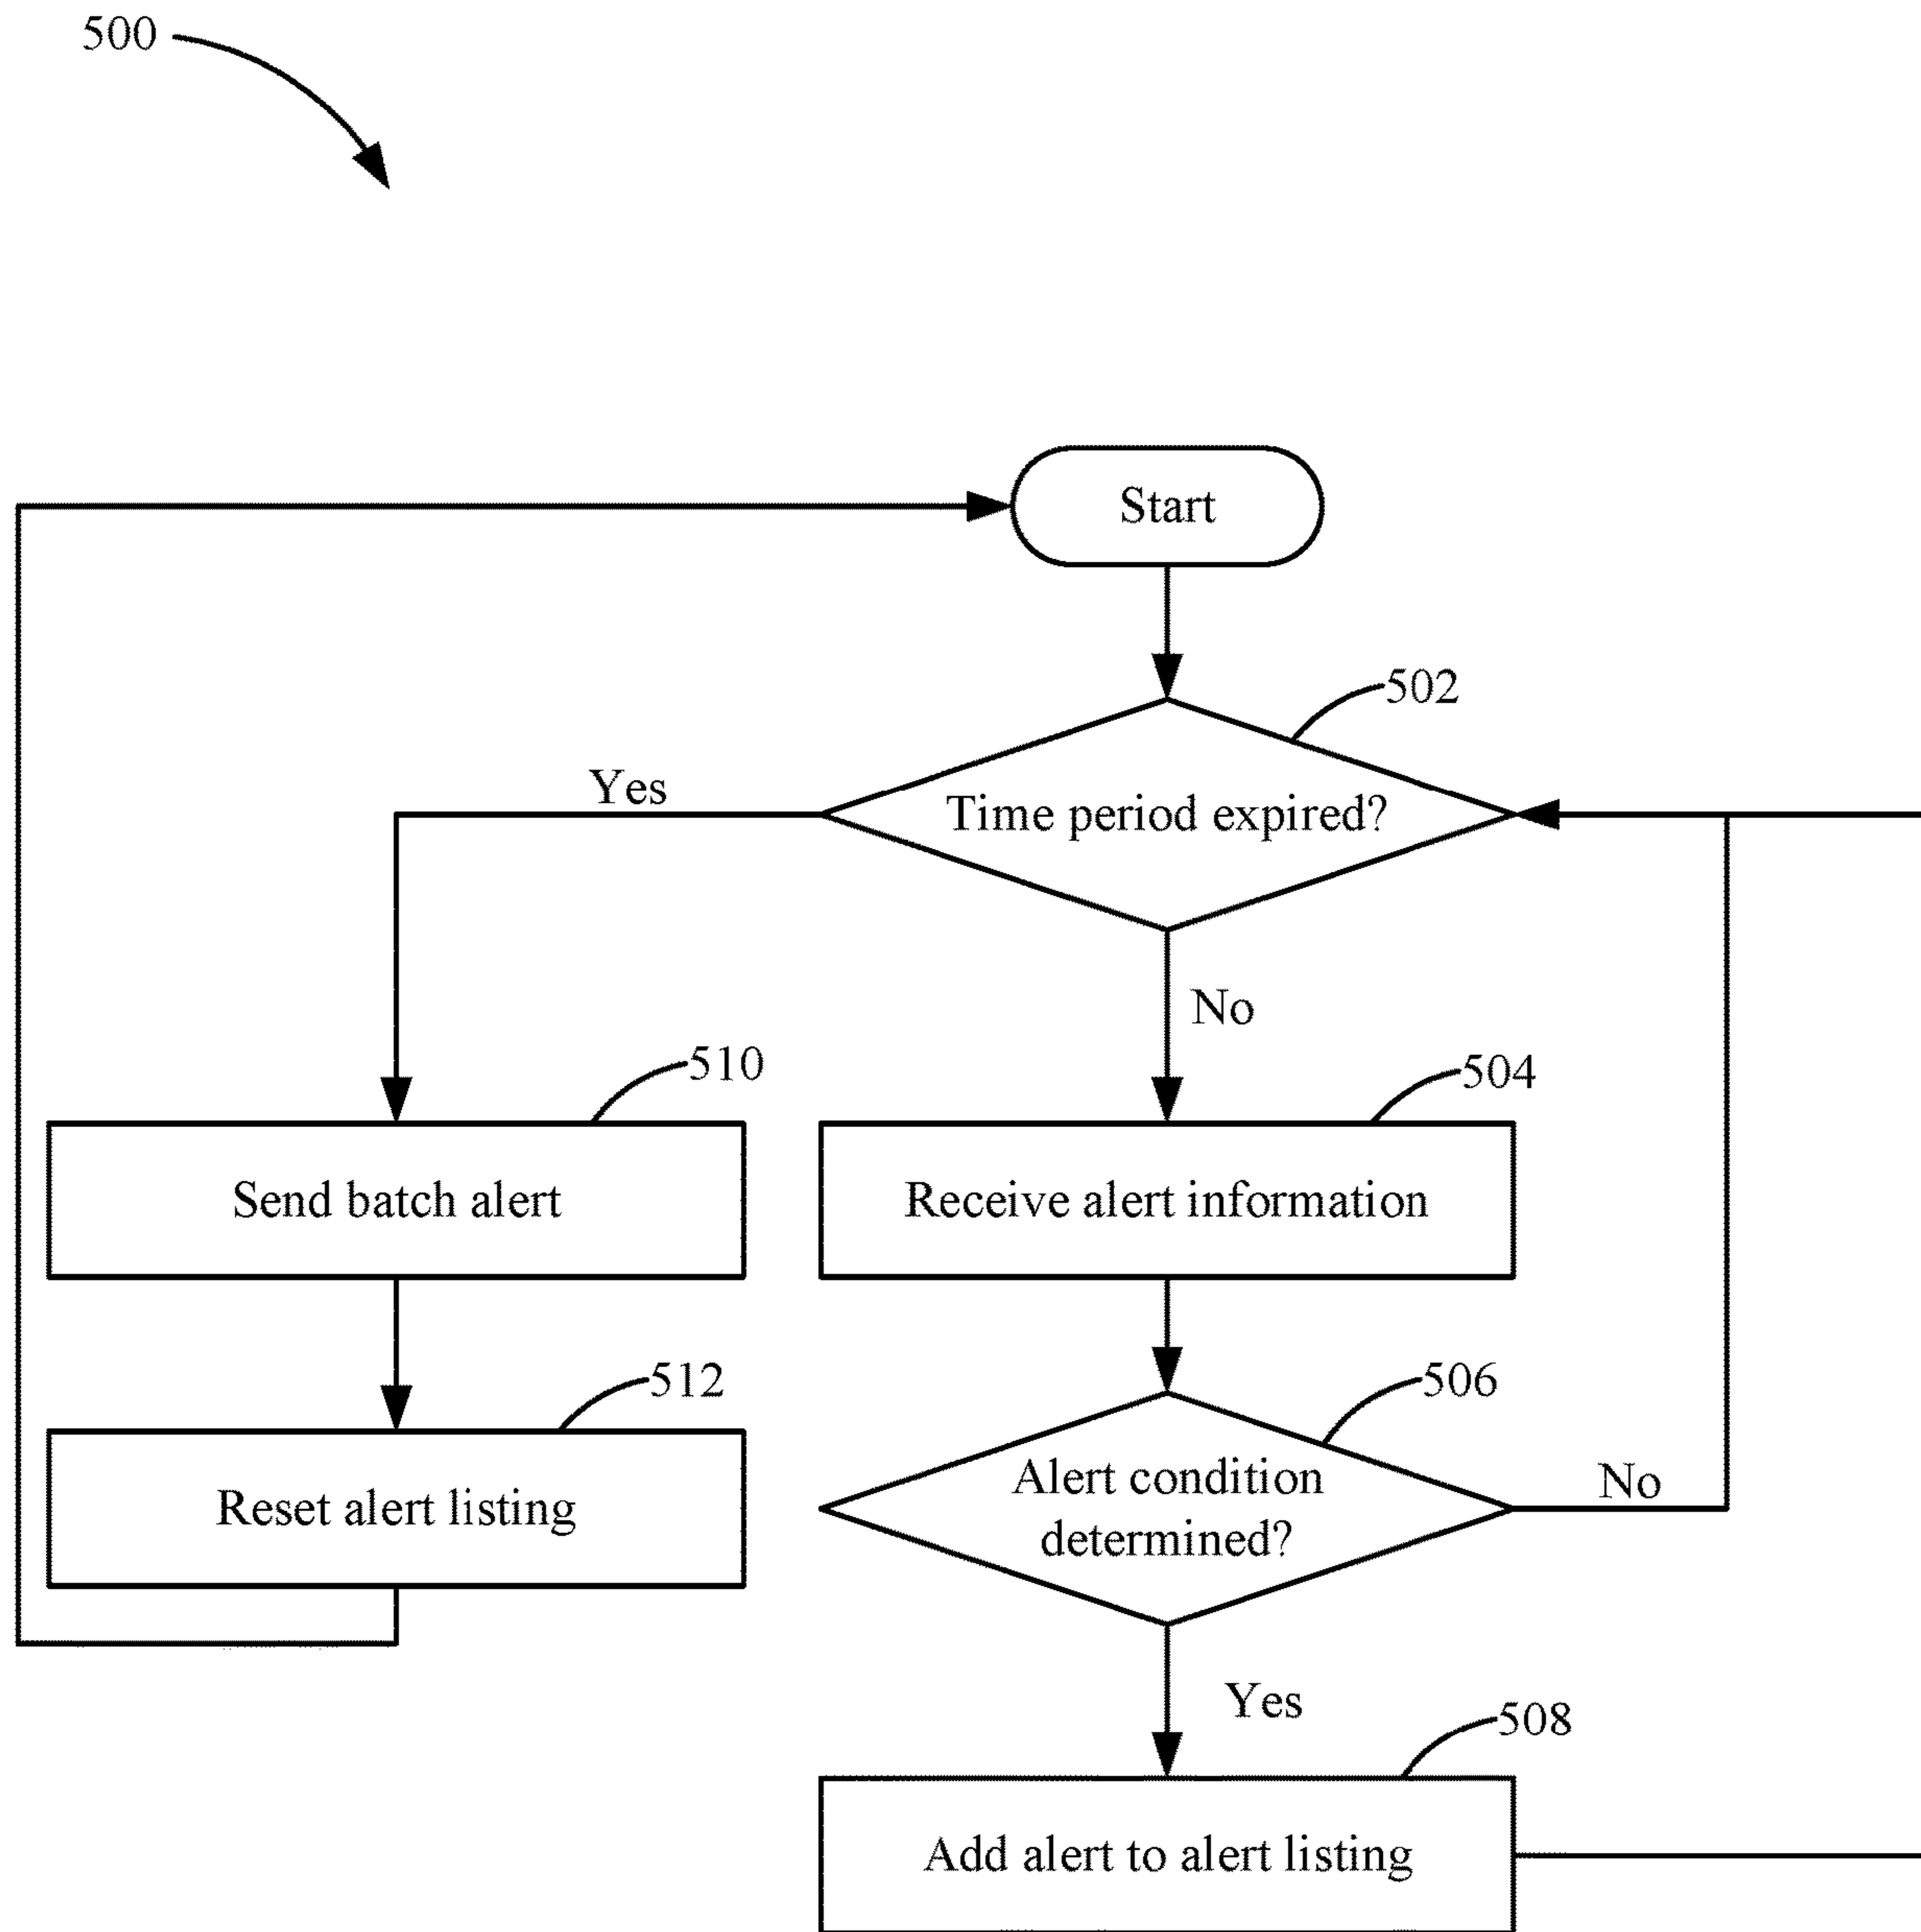 500
Start
502
Yes
Time period expired?
No
510
504
Send batch alert
Receive alert information
512
506
Reset alert listing
Alert condition
determined?
No
Yes
508
Add alert to alert listing